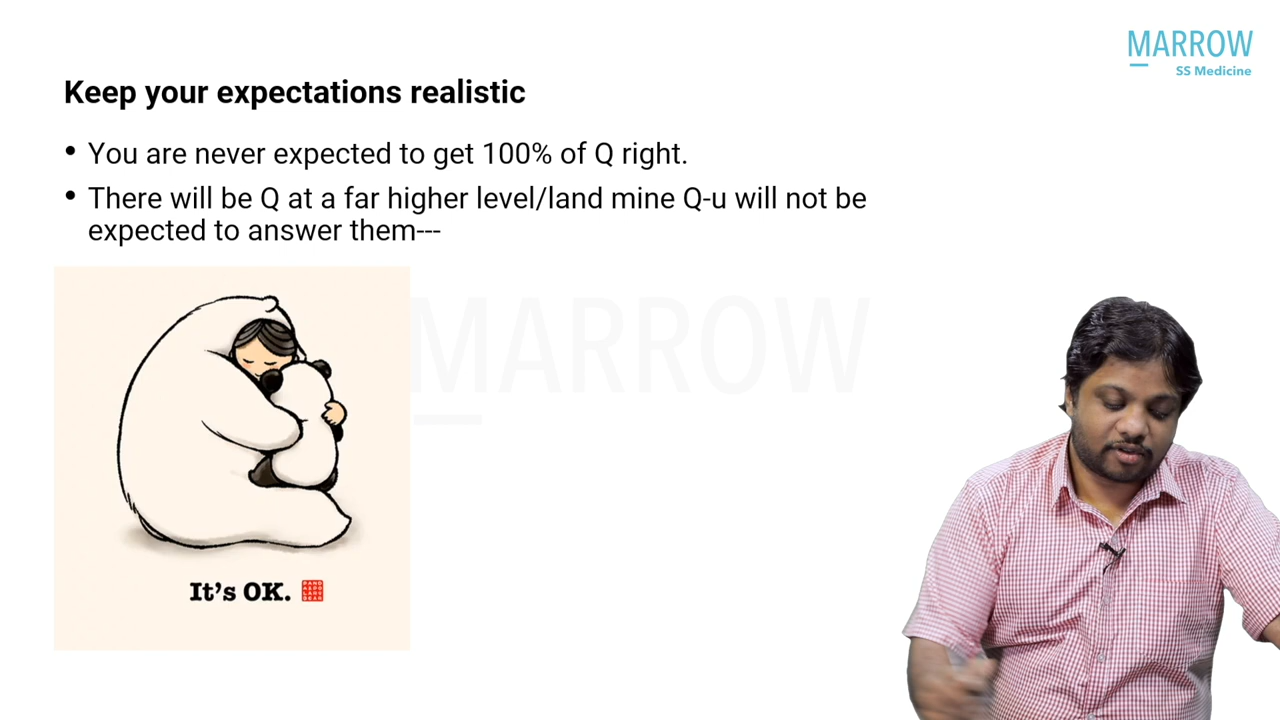 MARROW
SS Medicine
Keep your expectations realistic
• You are never expected to get 100% of Q right.
• There will be Q at a far higher level/land mine Q-u will not be
expected to answer them---
MARROW
It's OK.